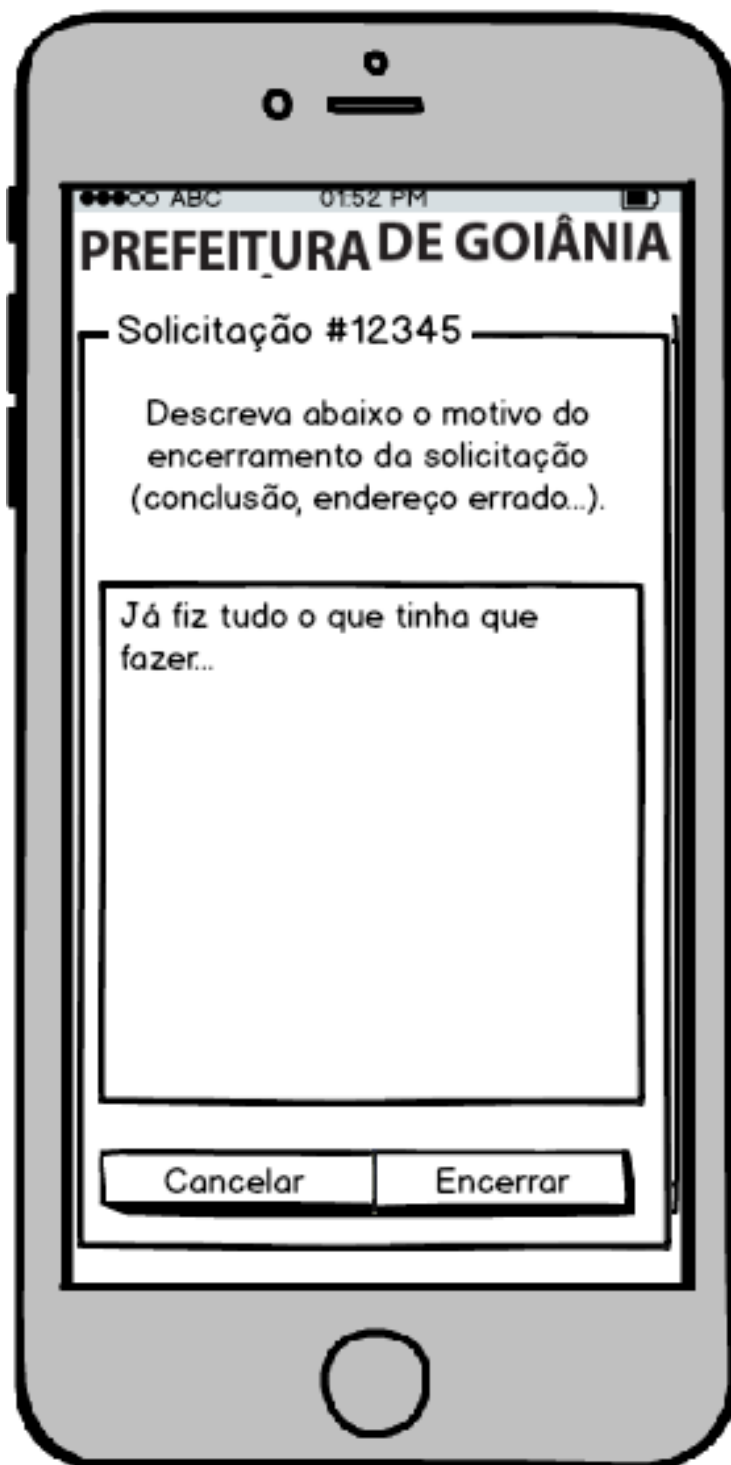 ABC 01:52 PM
PREFEITURA DE GOIÂNIA
Solicitação #12345
Descreva abaixo o motivo do
encerramento da solicitação
(conclusão, endereço errado...).
Já fiz tudo o que tinha que
fazer...
Cancelar Encerrar